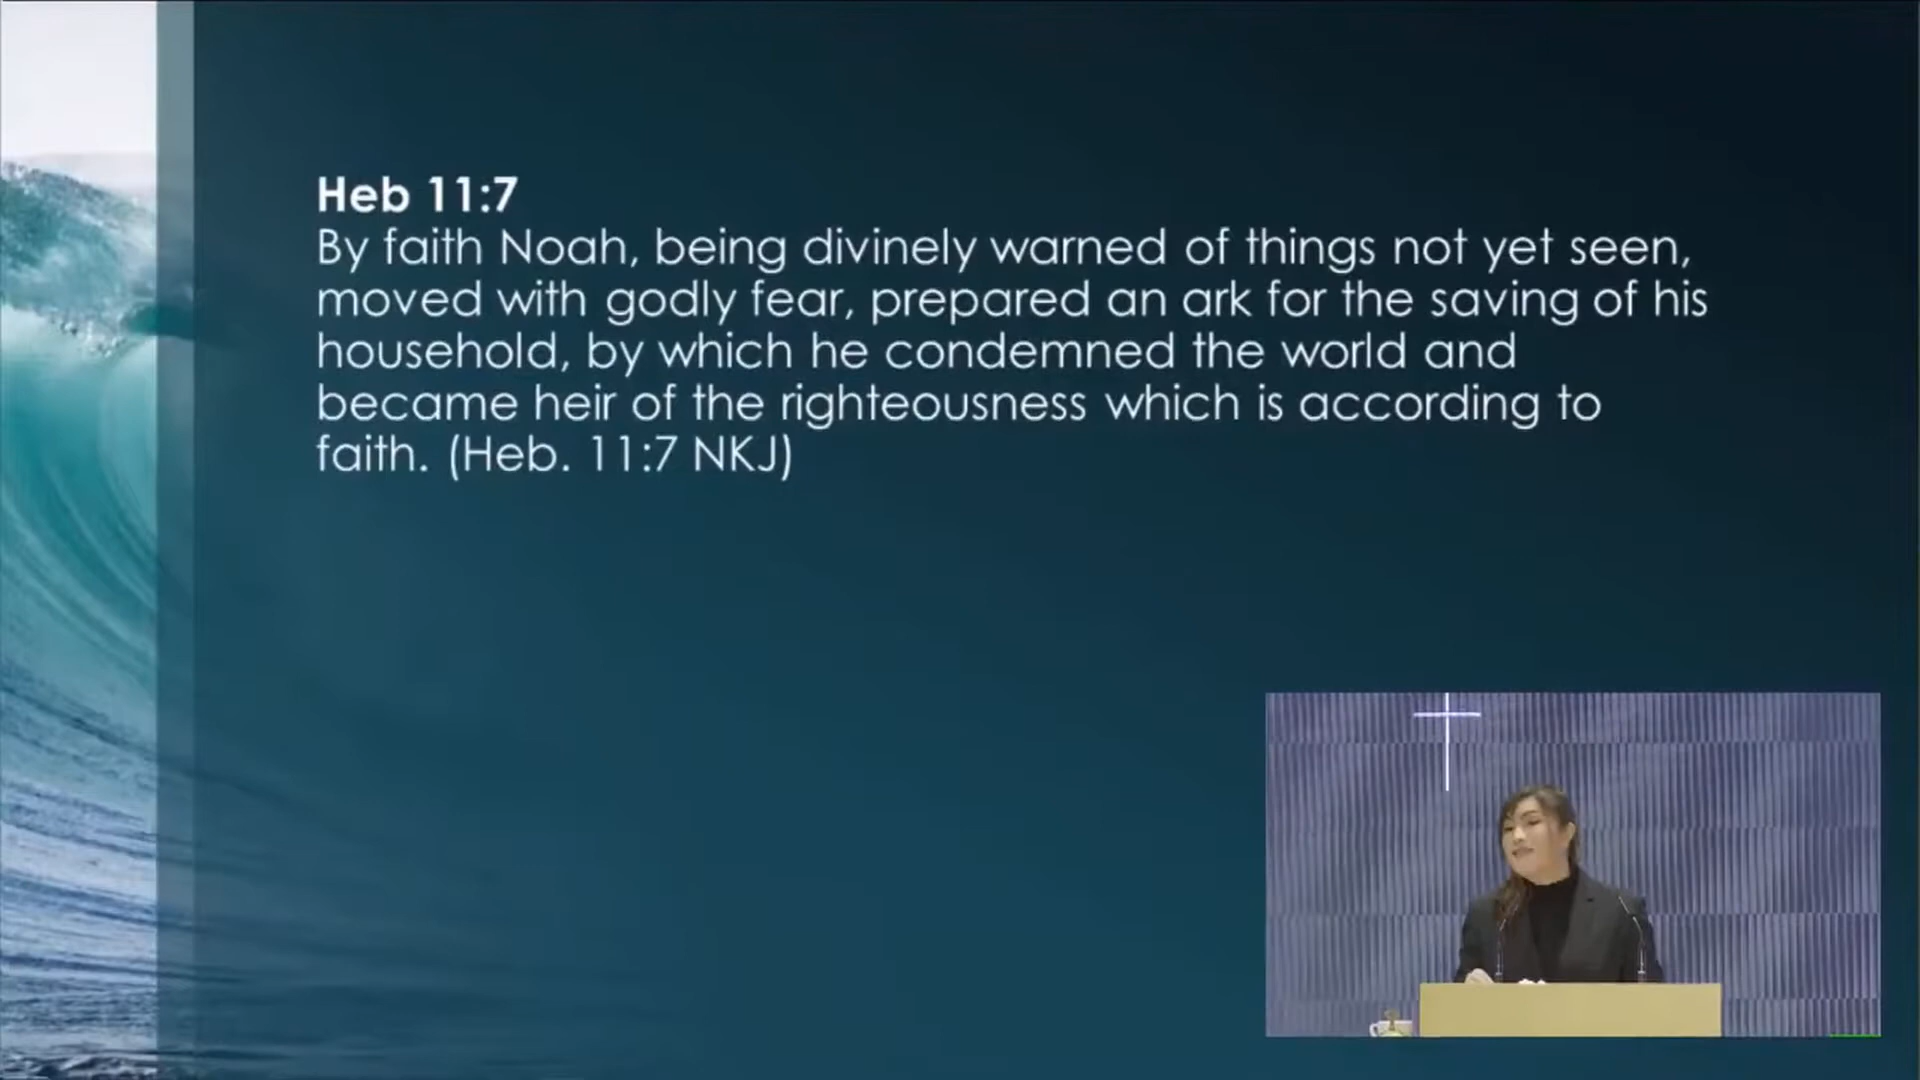 Heb 11:7
By faith Noah, being divinely warned of things not yet seen,
moved with godly fear, prepared an ark for the saving of his
household, by which he condemned the world and
became heir of the righteousness which is according to
faith. (Heb. 11:7 NKJ)